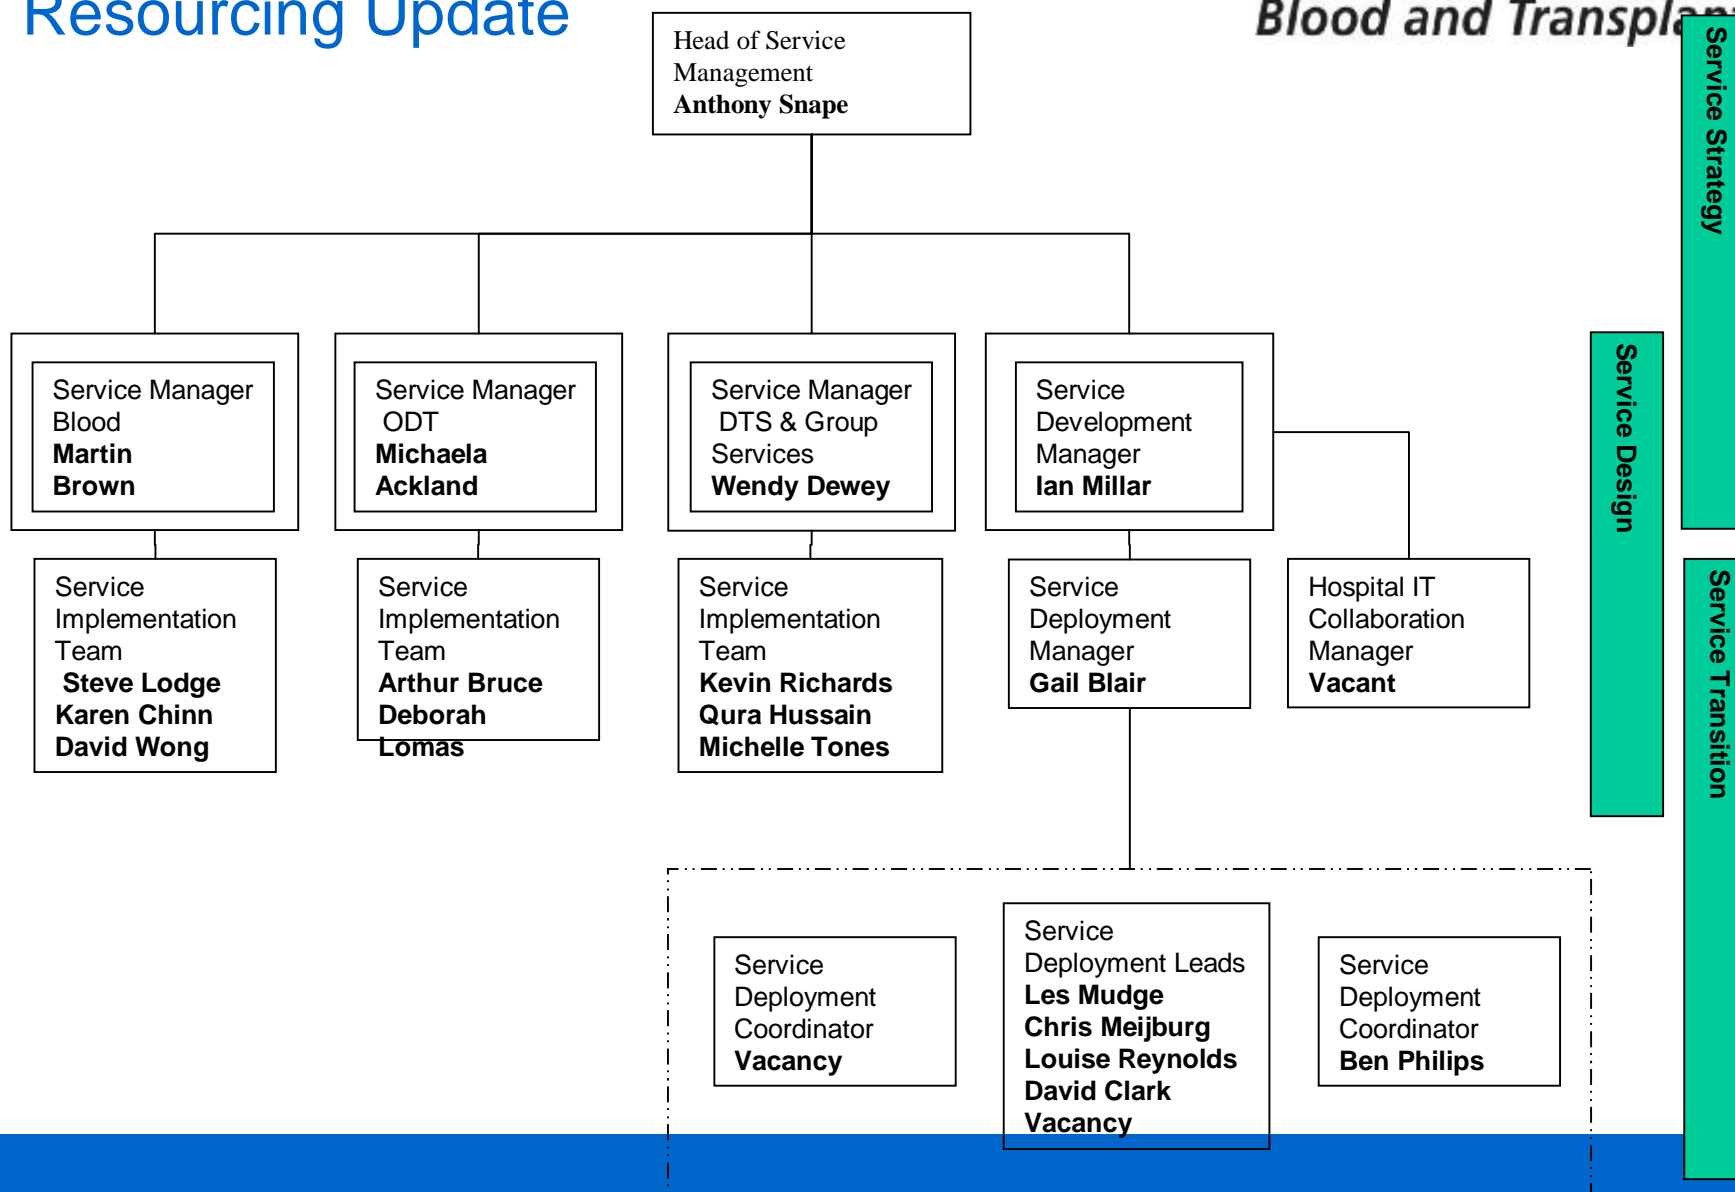 Resourcing Update
Blood and Transplant
Head of Service
Management
Anthony Snape
Service Strategy
Service Manager
Blood
Martin
Brown
Service Manager
ODT
Michaela
Ackland
Service Manager
DTS & Group
Services
Wendy Dewey
Service
Development
Manager
Ian Millar
Service Design
Service
Implementation
Team
Steve Lodge
Karen Chinn
David Wong
Service
Implementation
Team
Arthur Bruce
Deborah
Lomas
Service
Implementation
Team
Kevin Richards
Qura Hussain
Michelle Tones
Service
Deployment
Manager
Gail Blair
Hospital IT
Collaboration
Manager
Vacant
Service Transition
Service
Deployment
Coordinator
Vacancy
Service
Deployment Leads
Les Mudge
Chris Meijburg
Louise Reynolds
David Clark
Vacancy
Service
Deployment
Coordinator
Ben Philips